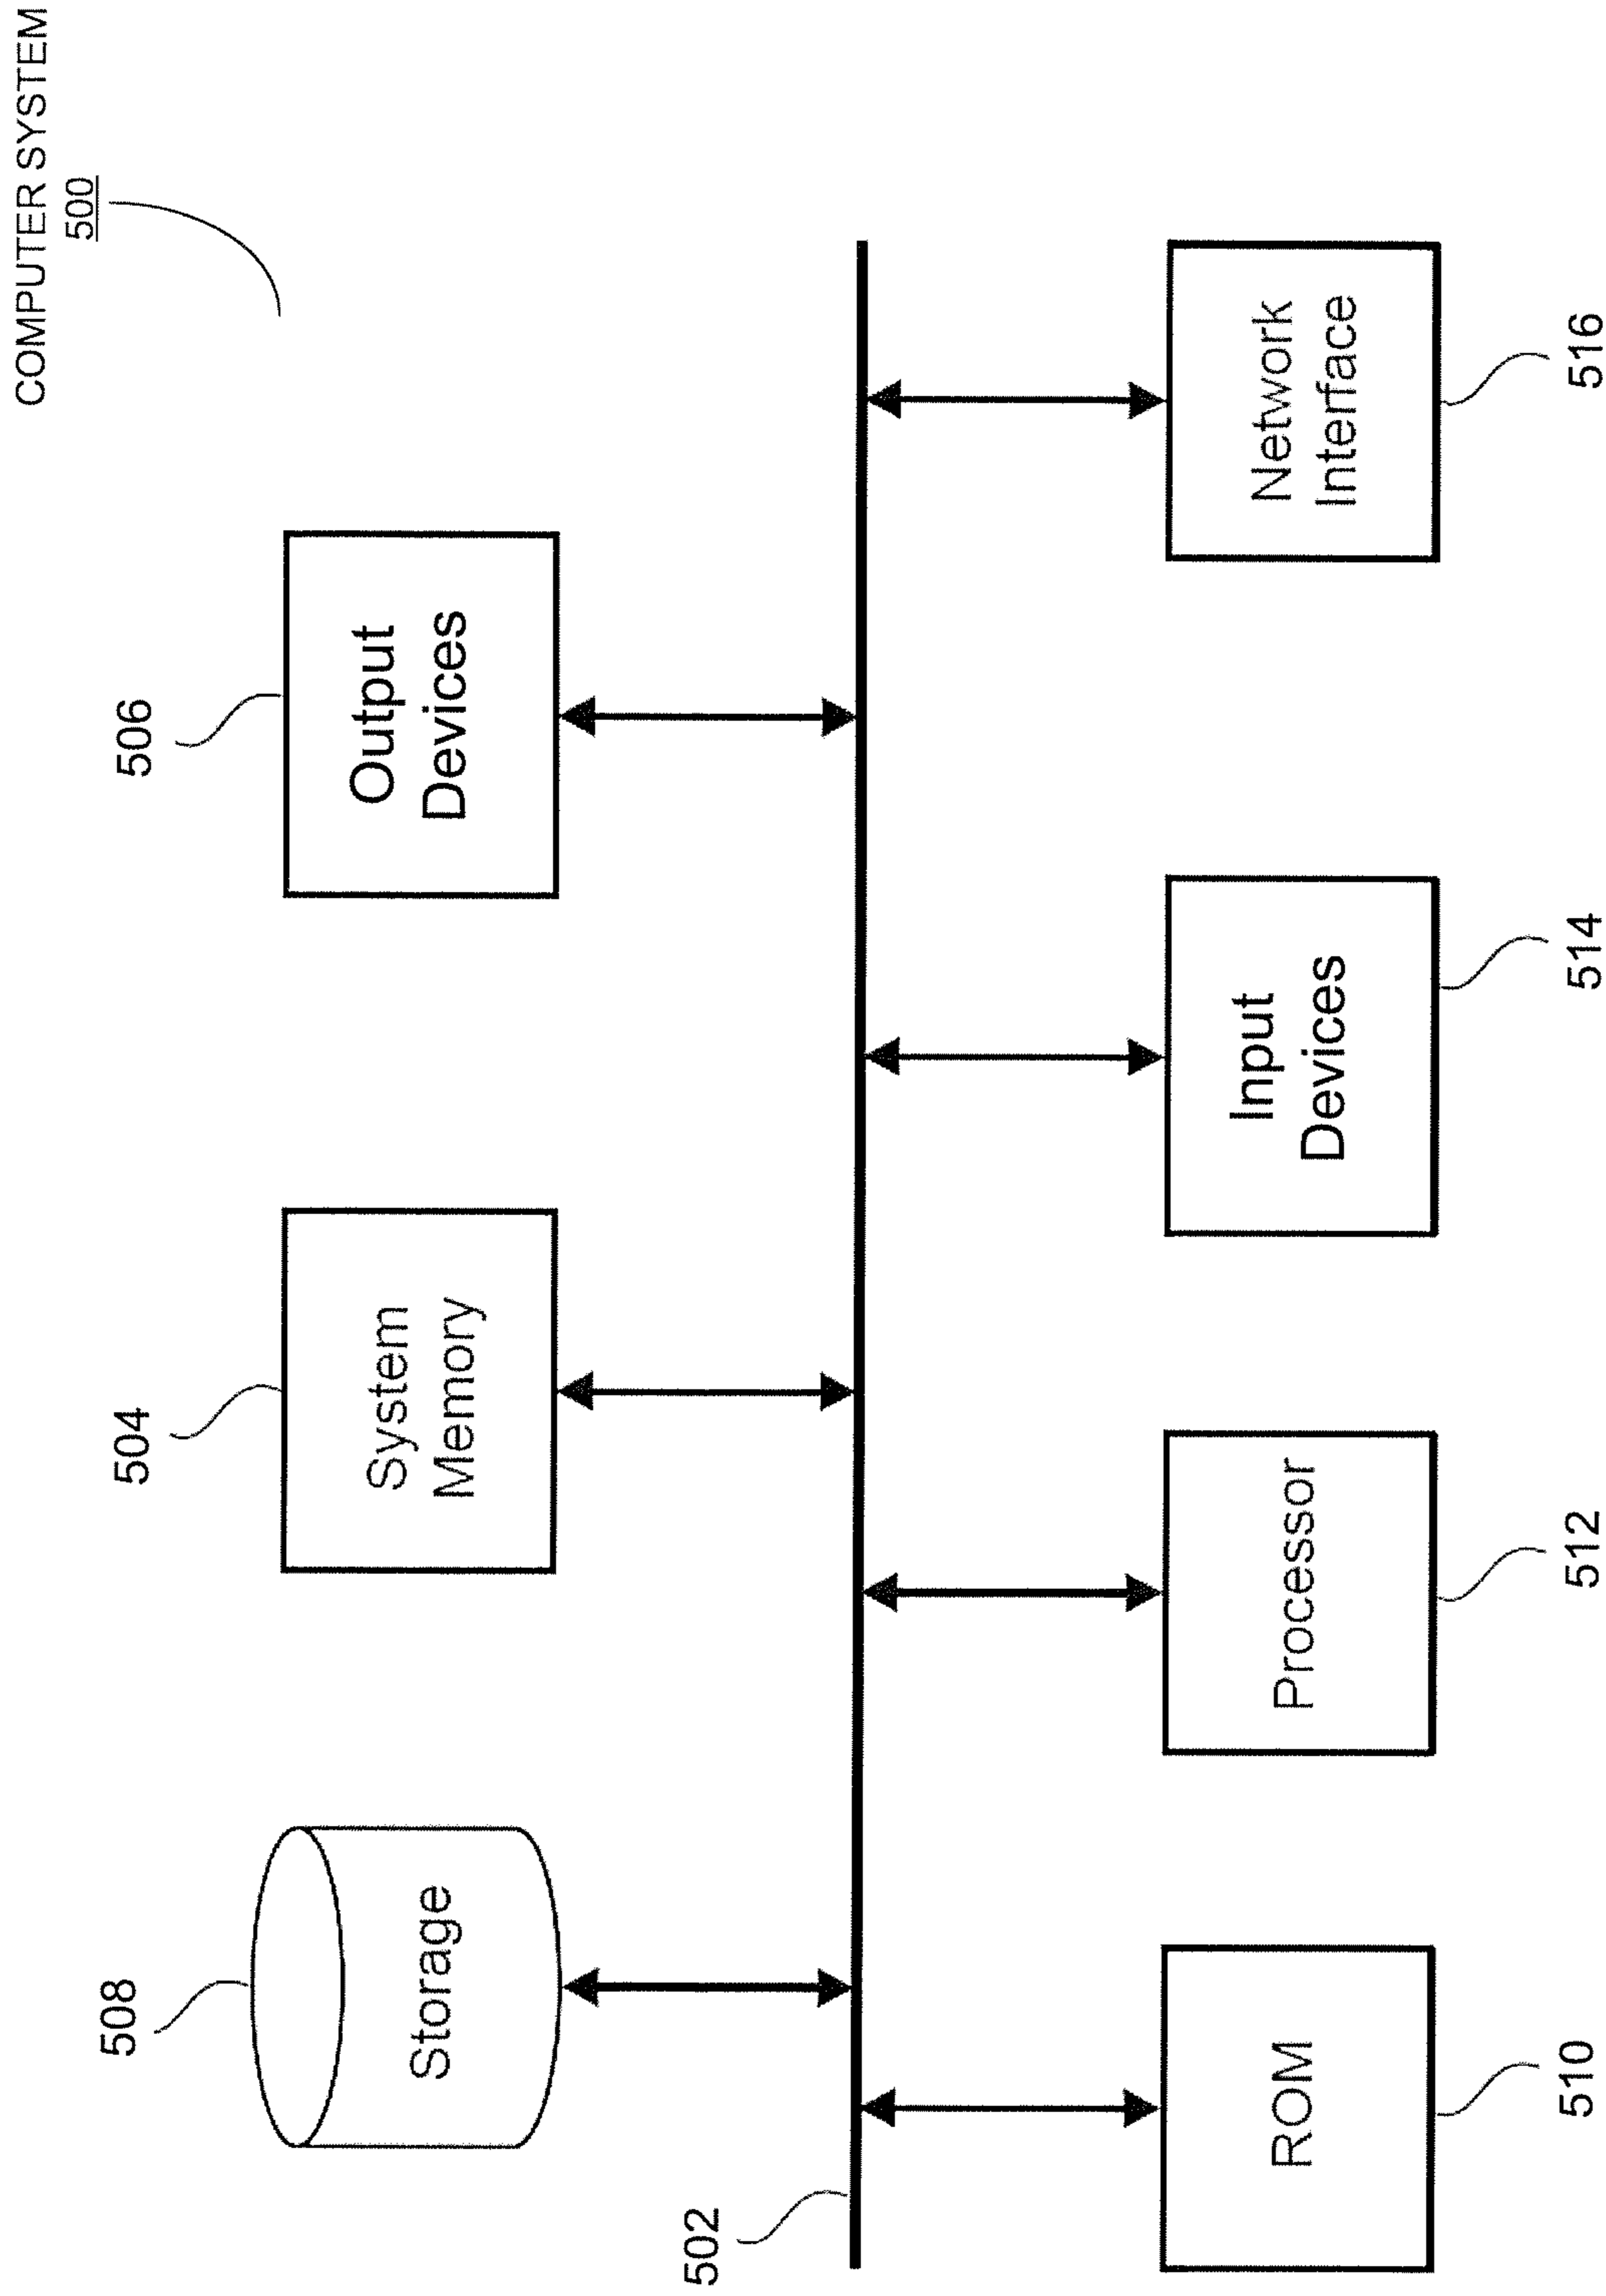 COMPUTER SYSTEM
500
508
504
506
Storage
System
Memory
Output
Devices
502
ROM
Processor
Input
Devices
Network
Interface
510
512
514
516